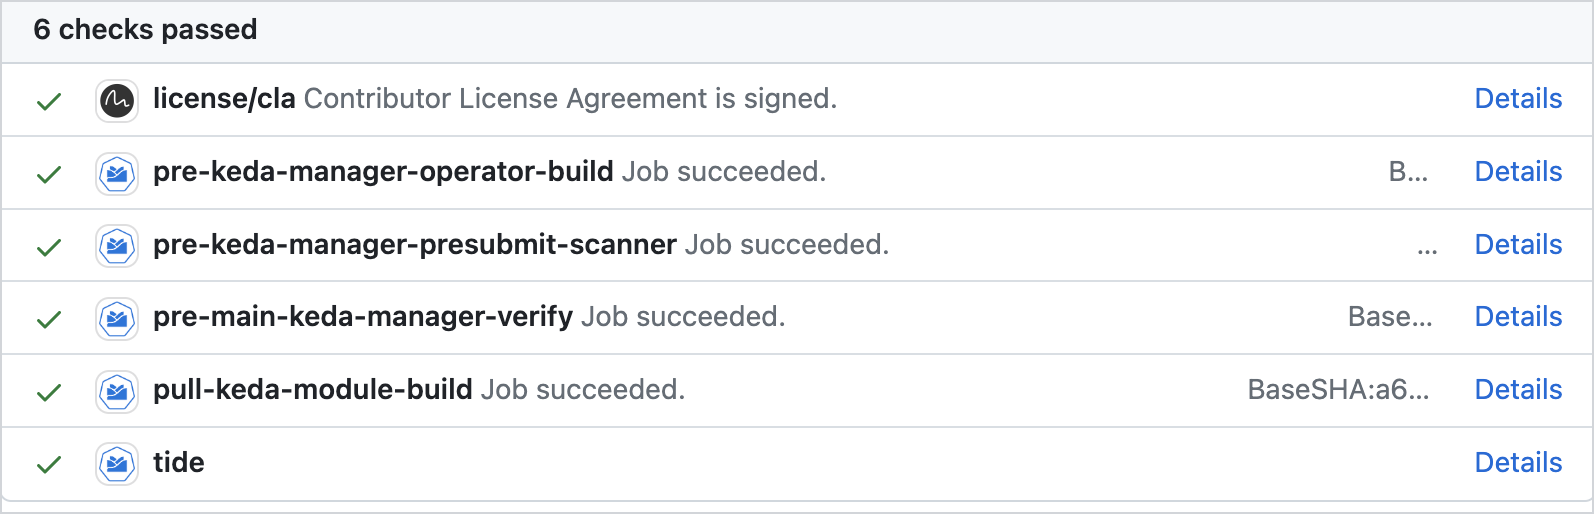 6 checks passed
license/cla Contributor License Agreement is signed. Details
pre-keda-manager-operator-build Job succeeded. B... Details
pre-keda-manager-presubmit-scanner Job succeeded. ... Details
pre-main-keda-manager-verify Job succeeded. Base... Details
pull-keda-module-build Job succeeded. BaseSHA:a6... Details
tide Details